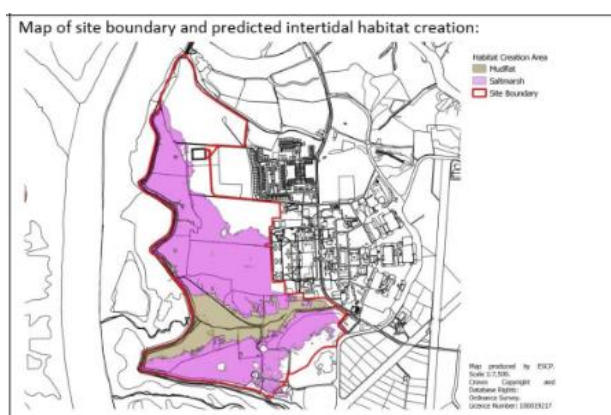 Map of site boundary and predicted intertidal habitat creation:
Habitat Creation Area
Mudflat
Saltmarsh
Site Boundary
Map produced by ESCP.
Scale 1:7,500.
Crown Copyright and
Database Rights:
Ordnance Survey.
Licence Number: 100019217